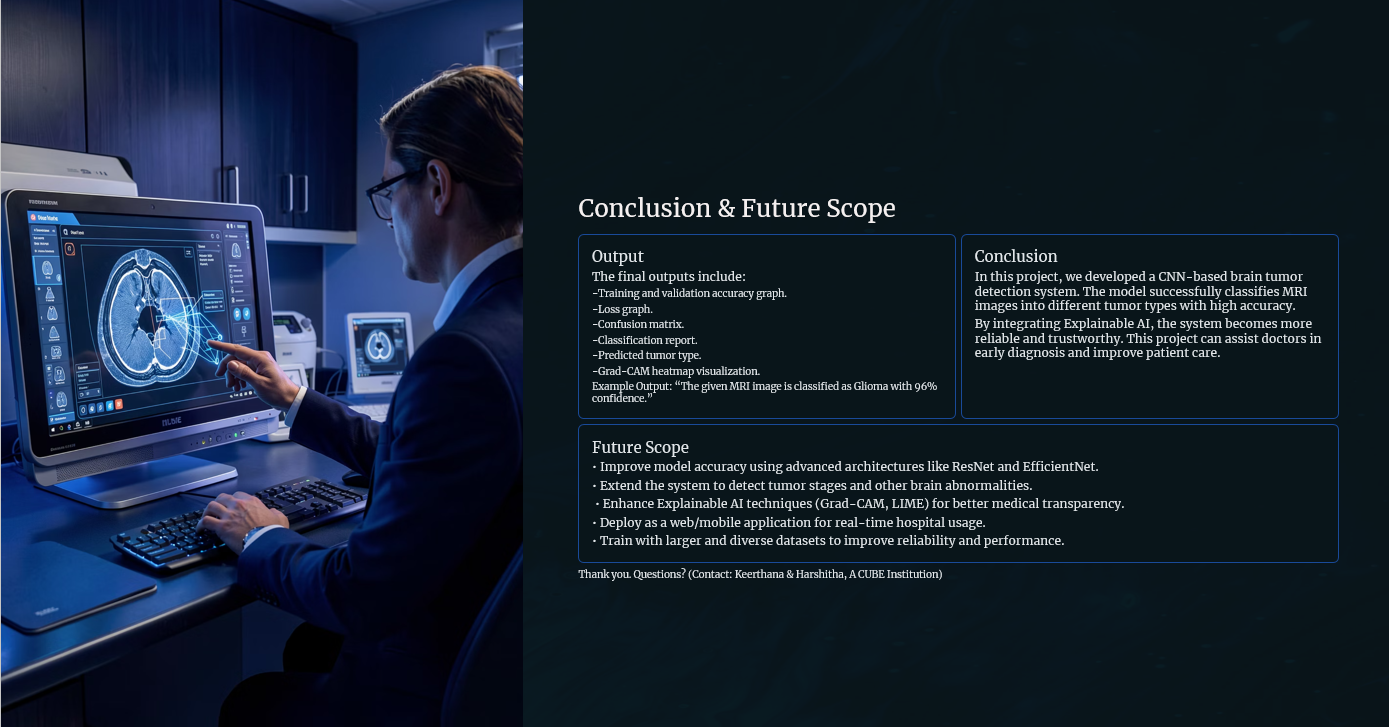 Conclusion & Future Scope
Output
The final outputs include:
-Training and validation accuracy graph.
-Loss graph.
-Confusion matrix.
-Classification report.
-Predicted tumor type.
-Grad-CAM heatmap visualization.
Example Output: “The given MRI image is classified as Glioma with 96%
confidence.”
Conclusion
In this project, we developed a CNN-based brain tumor
detection system. The model successfully classifies MRI
images into different tumor types with high accuracy.
By integrating Explainable AI, the system becomes more
reliable and trustworthy. This project can assist doctors in
early diagnosis and improve patient care.
Future Scope
• Improve model accuracy using advanced architectures like ResNet and EfficientNet.
• Extend the system to detect tumor stages and other brain abnormalities.
• Enhance Explainable AI techniques (Grad-CAM, LIME) for better medical transparency.
• Deploy as a web/mobile application for real-time hospital usage.
• Train with larger and diverse datasets to improve reliability and performance.
Thank you. Questions? (Contact: Keerthana & Harshitha, A CUBE Institution)